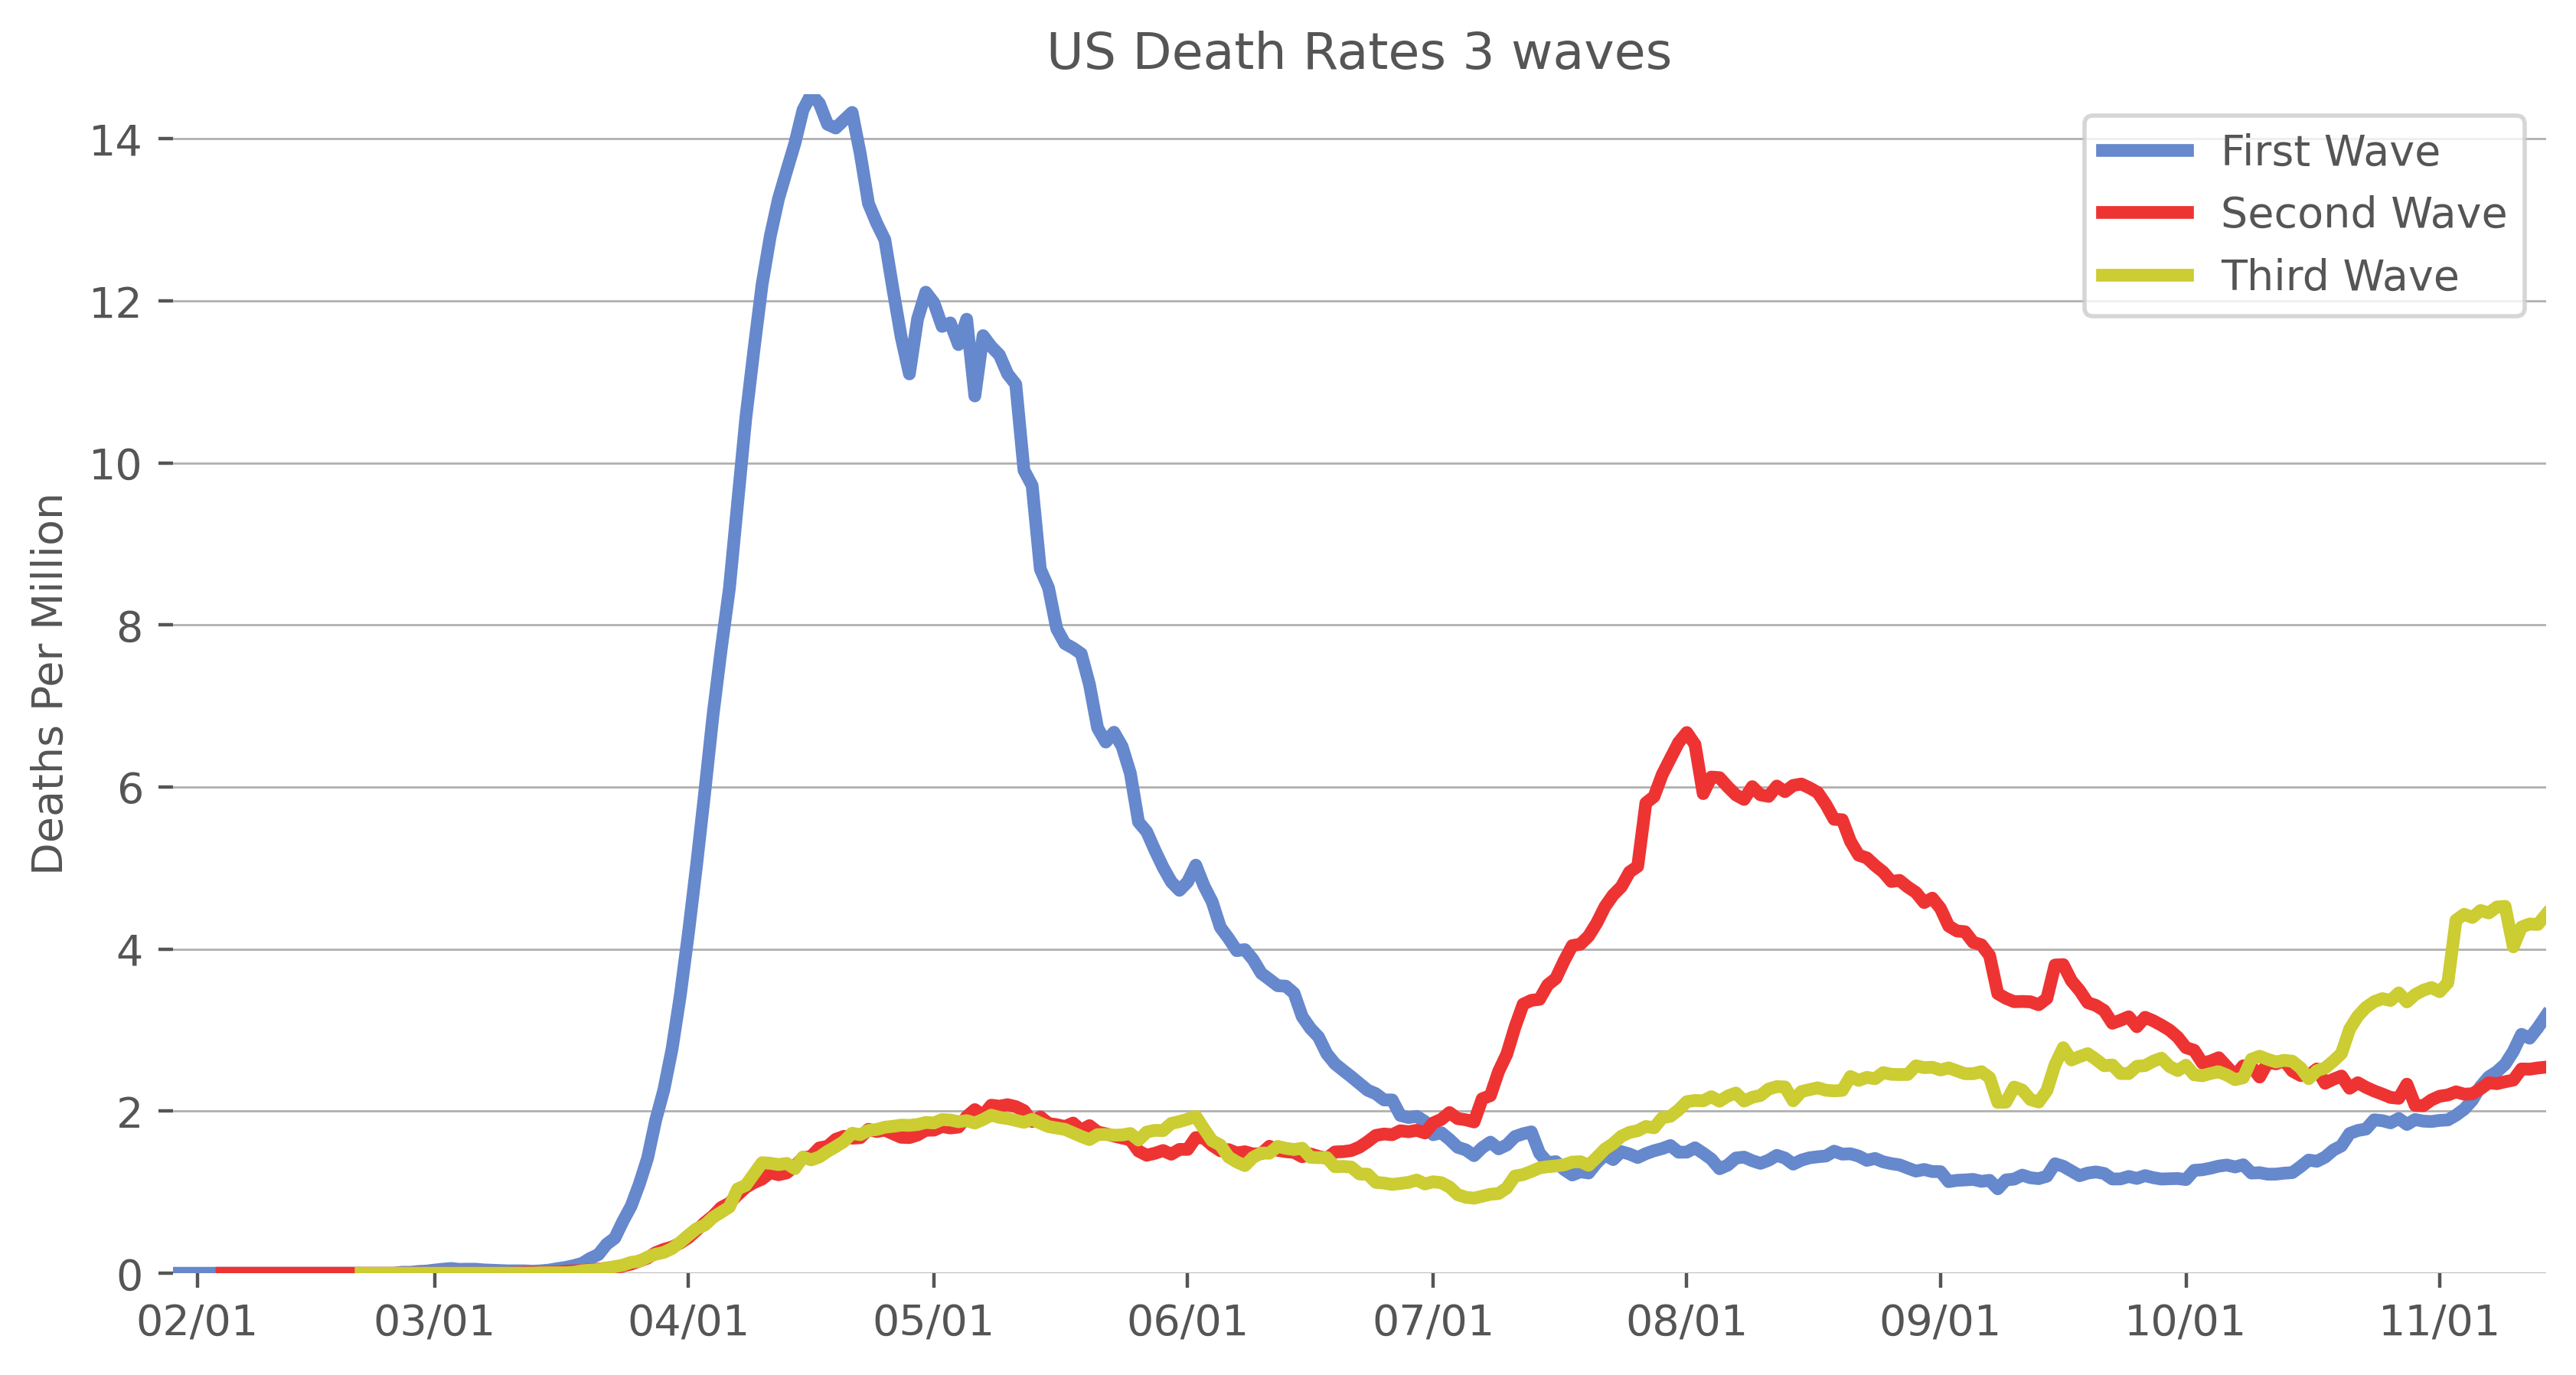 US Death Rates 3 waves
Deaths Per Million
14
12
10
8
6
4
2
0
First Wave
Second Wave
Third Wave
02/01 03/01 04/01 05/01 06/01 07/01 08/01 09/01 10/01 11/01